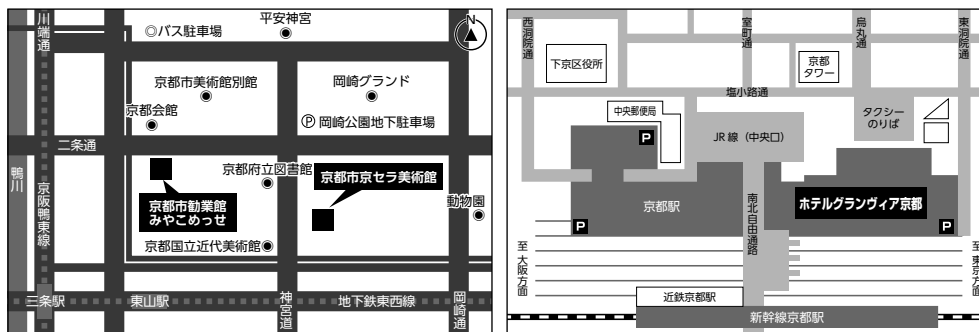 川端通
平安神宮
◎バス駐車場
N
京都市美術館別館
岡崎グランド
京都会館
Ⓟ岡崎公園地下駐車場
二条通
京都府立図書館
京都市京セラ美術館
鴨川
京阪鴨東線
京都市勧業館
みやこめっせ
動物園
京都国立近代美術館
三条駅
東山駅
神宮道
地下鉄東西線
岡崎通
西洞院通
室町通
烏丸通
東洞院通
下京区役所
京都
タワー
塩小路通
中央郵便局
タクシー
のりば
P
JR線（中央口）
京都駅
南北自由通路
ホテルグランヴィア京都
P
P
至大阪方面
至東京方面
近鉄京都駅
新幹線京都駅